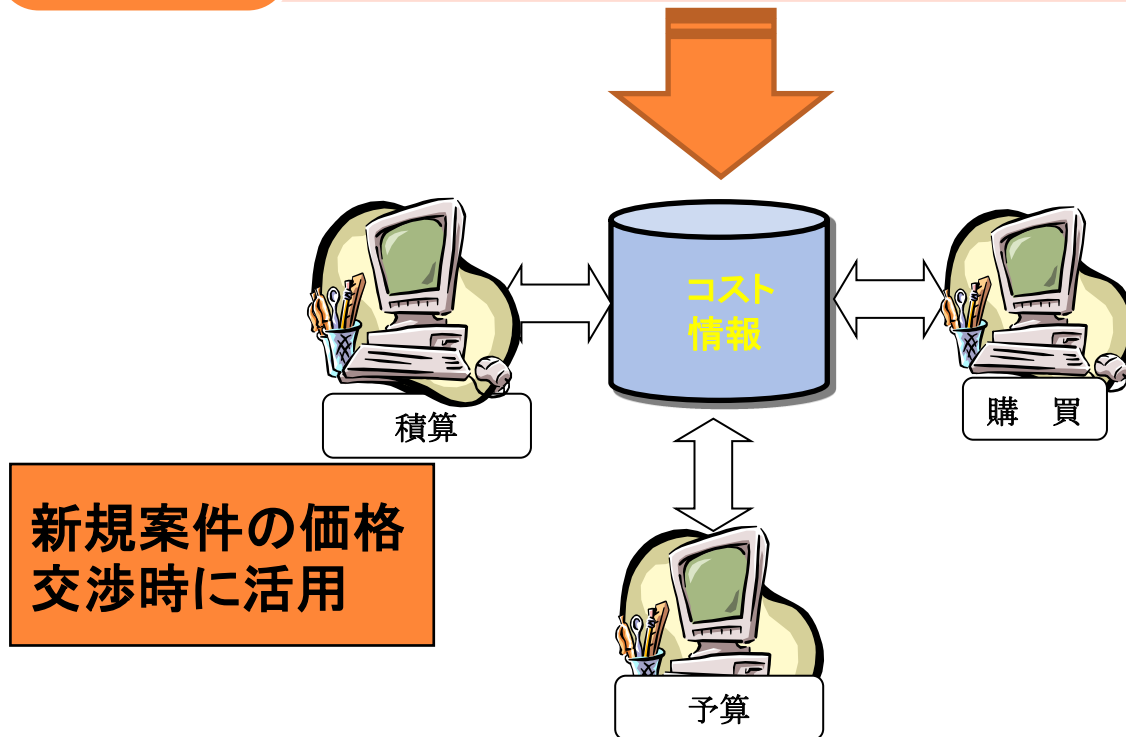 コスト
情報
積算
購　買
新規案件の価格
交渉時に活用
予算